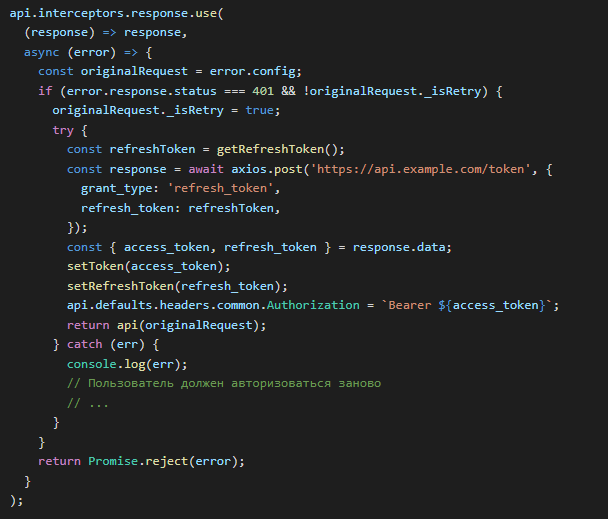 api.interceptors.response.use(
  (response) => response,
  async (error) => {
    const originalRequest = error.config;
    if (error.response.status === 401 && !originalRequest._isRetry) {
      originalRequest._isRetry = true;
      try {
        const refreshToken = getRefreshToken();
        const response = await axios.post('https://api.example.com/token', {
          grant_type: 'refresh_token',
          refresh_token: refreshToken,
        });
        const { access_token, refresh_token } = response.data;
        setToken(access_token);
        setRefreshToken(refresh_token);
        api.defaults.headers.common.Authorization = `Bearer ${access_token}`;
        return api(originalRequest);
      } catch (err) {
        console.log(err);
        // Пользователь должен авторизоваться заново
        // ...
      }
    }
    return Promise.reject(error);
  }
);